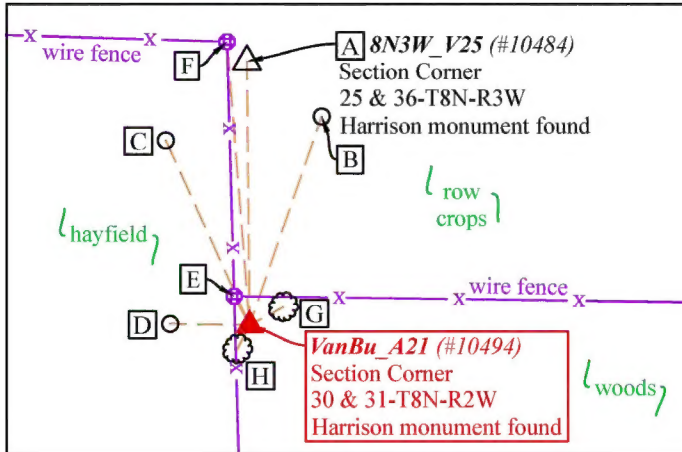 wire fence
F
A
8N3W_V25 (#10484)
Section Corner
25 & 36-T8N-R3W
Harrison monument found
C
B
hayfield
row
crops
E
wire fence
D
G
H
VanBu_A21 (#10494)
Section Corner
30 & 31-T8N-R2W
Harrison monument found
woods